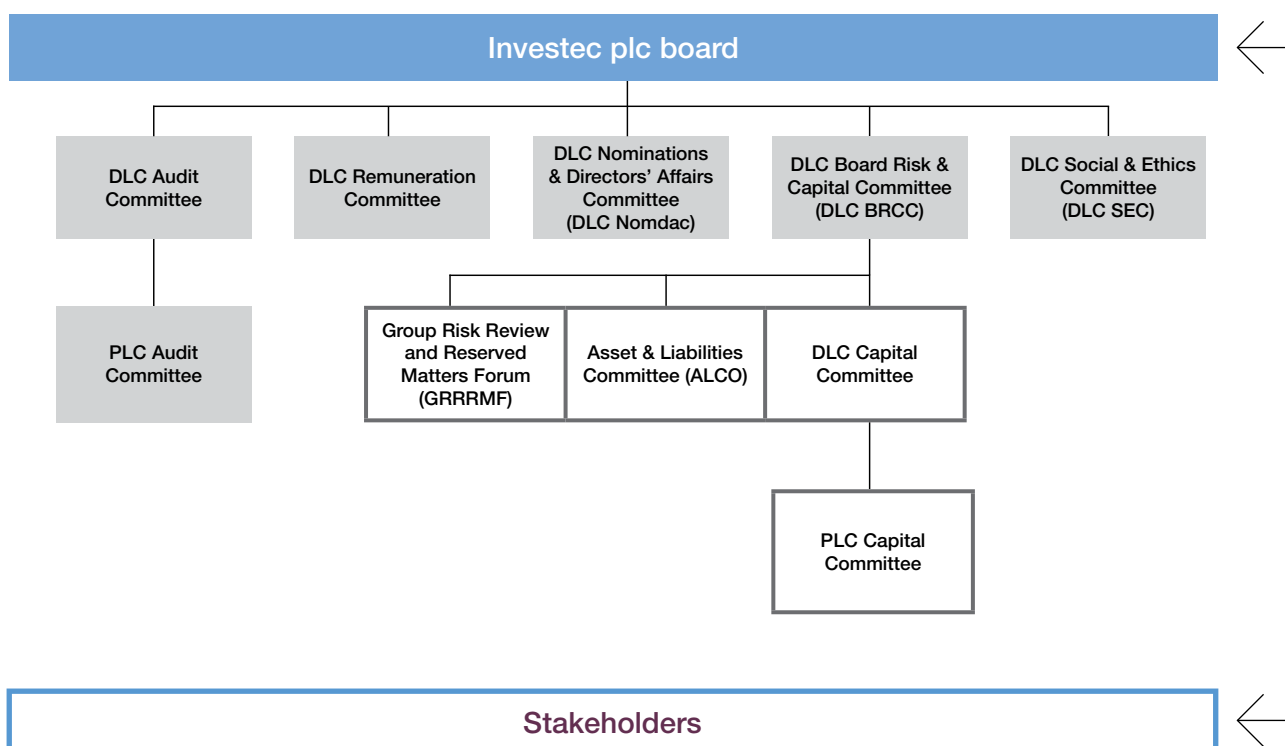 Investec plc board
DLC Audit
Committee
DLC Remuneration
Committee
DLC Nominations
& Directors’ Affairs
Committee
(DLC Nomdac)
DLC Board Risk &
Capital Committee
(DLC BRCC)
DLC Social & Ethics
Committee
(DLC SEC)
PLC Audit
Committee
Group Risk Review
and Reserved
Matters Forum
(GRRRMF)
Asset & Liabilities
Committee (ALCO)
DLC Capital
Committee
PLC Capital
Committee
Stakeholders